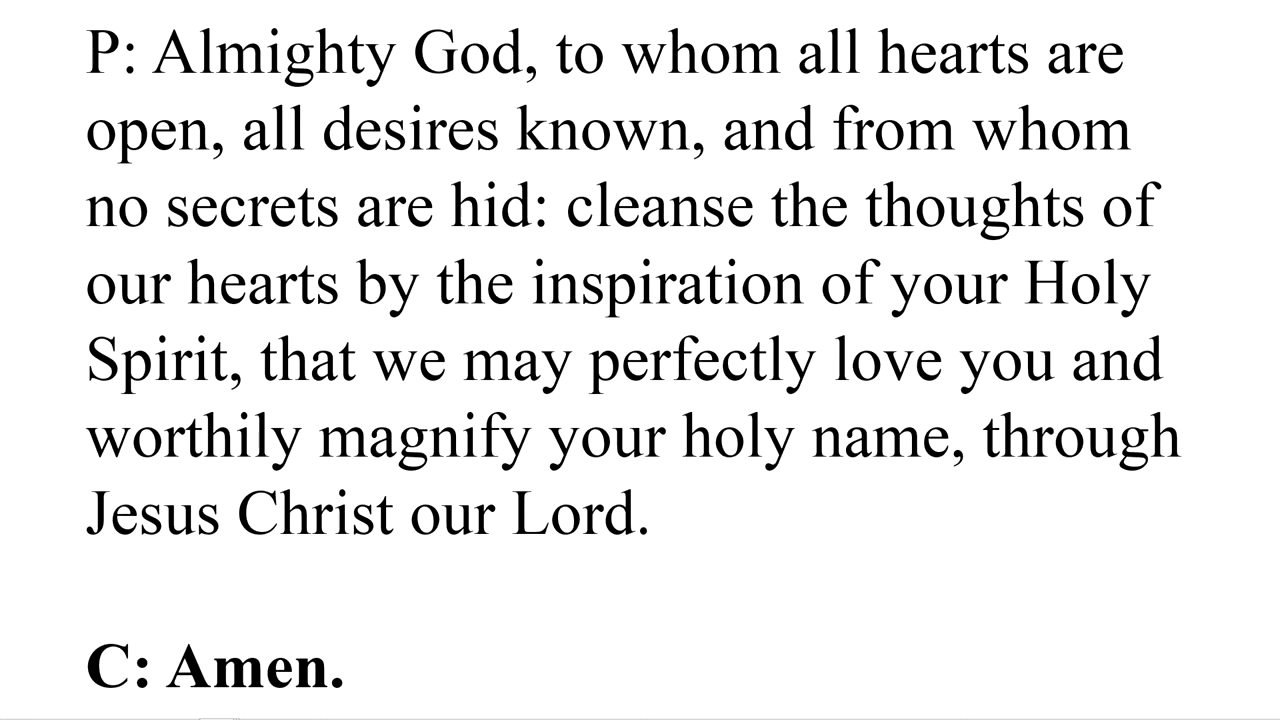 P: Almighty God, to whom all hearts are
open, all desires known, and from whom
no secrets are hid: cleanse the thoughts of
our hearts by the inspiration of your Holy
Spirit, that we may perfectly love you and
worthily magnify your holy name, through
Jesus Christ our Lord.
C: Amen.